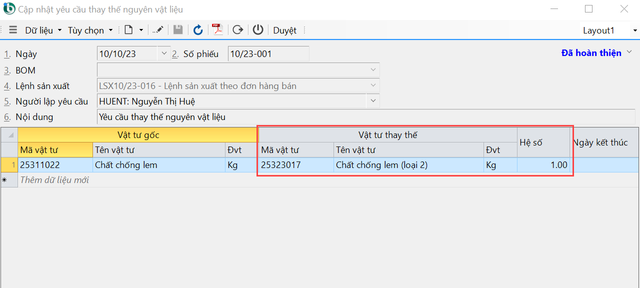 Cập nhật yêu cầu thay thế nguyên vật liệu
Dữ liệu Tùy chọn Duyệt Layout1
1. Ngày 10/10/23 2. Số phiếu 10/23-001 Đã hoàn thiện
3. BOM
4. Lệnh sản xuất LSX10/23-016 - Lệnh sản xuất theo đơn hàng bán
5. Người lập yêu cầu HUENT: Nguyễn Thị Huệ
6. Nội dung Yêu cầu thay thế nguyên vật liệu
Vật tư gốc Vật tư thay thế Hệ số Ngày kết thúc
Mã vật tư Tên vật tư Đvt Mã vật tư Tên vật tư Đvt
1 25311022 Chất chống lem Kg 25323017 Chất chống lem (loại 2) Kg 1.00
Thêm dữ liệu mới